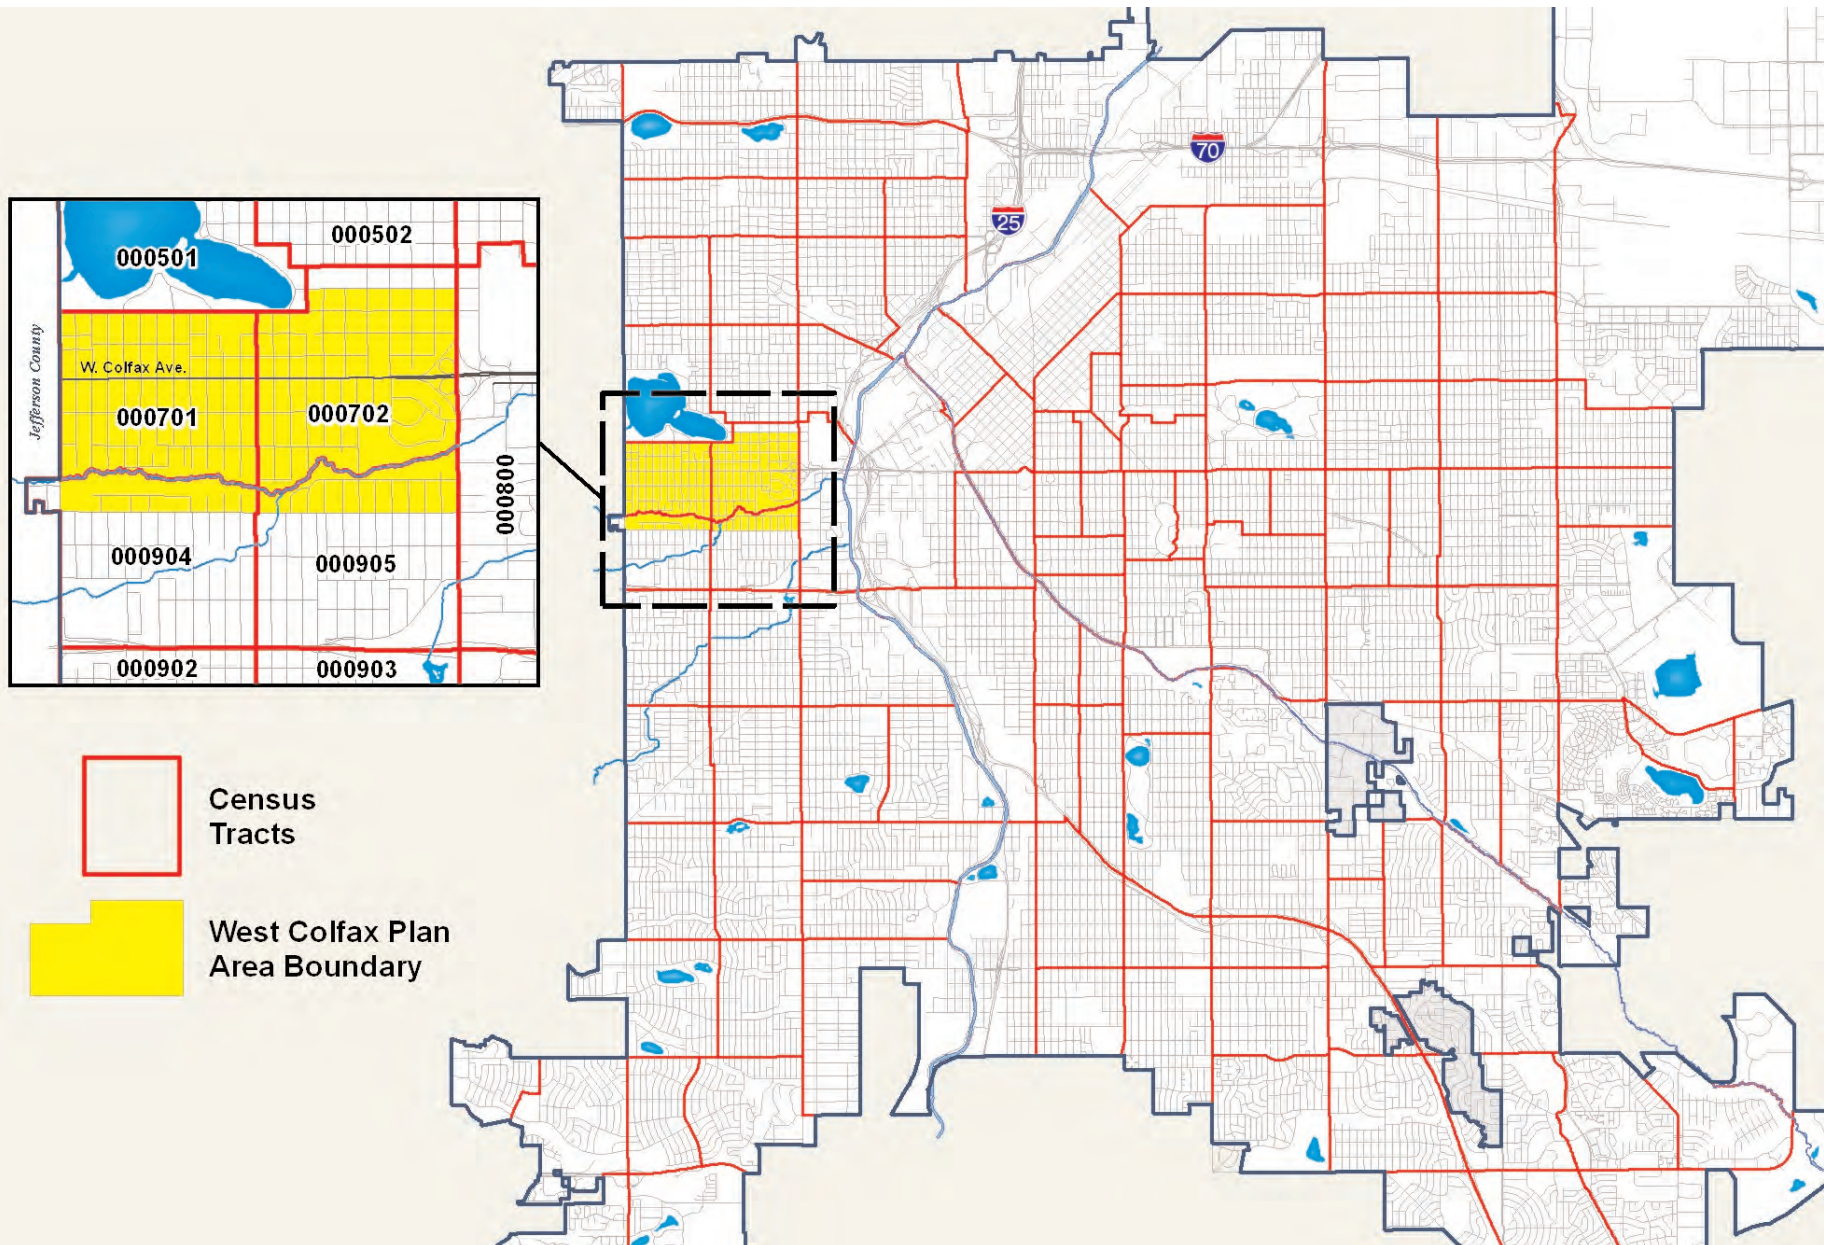 70
25
000502
000501
Jefferson County
W. Colfax Ave.
000701
000702
000800
000904
000905
000902
000903
Census
Tracts
West Colfax Plan
Area Boundary